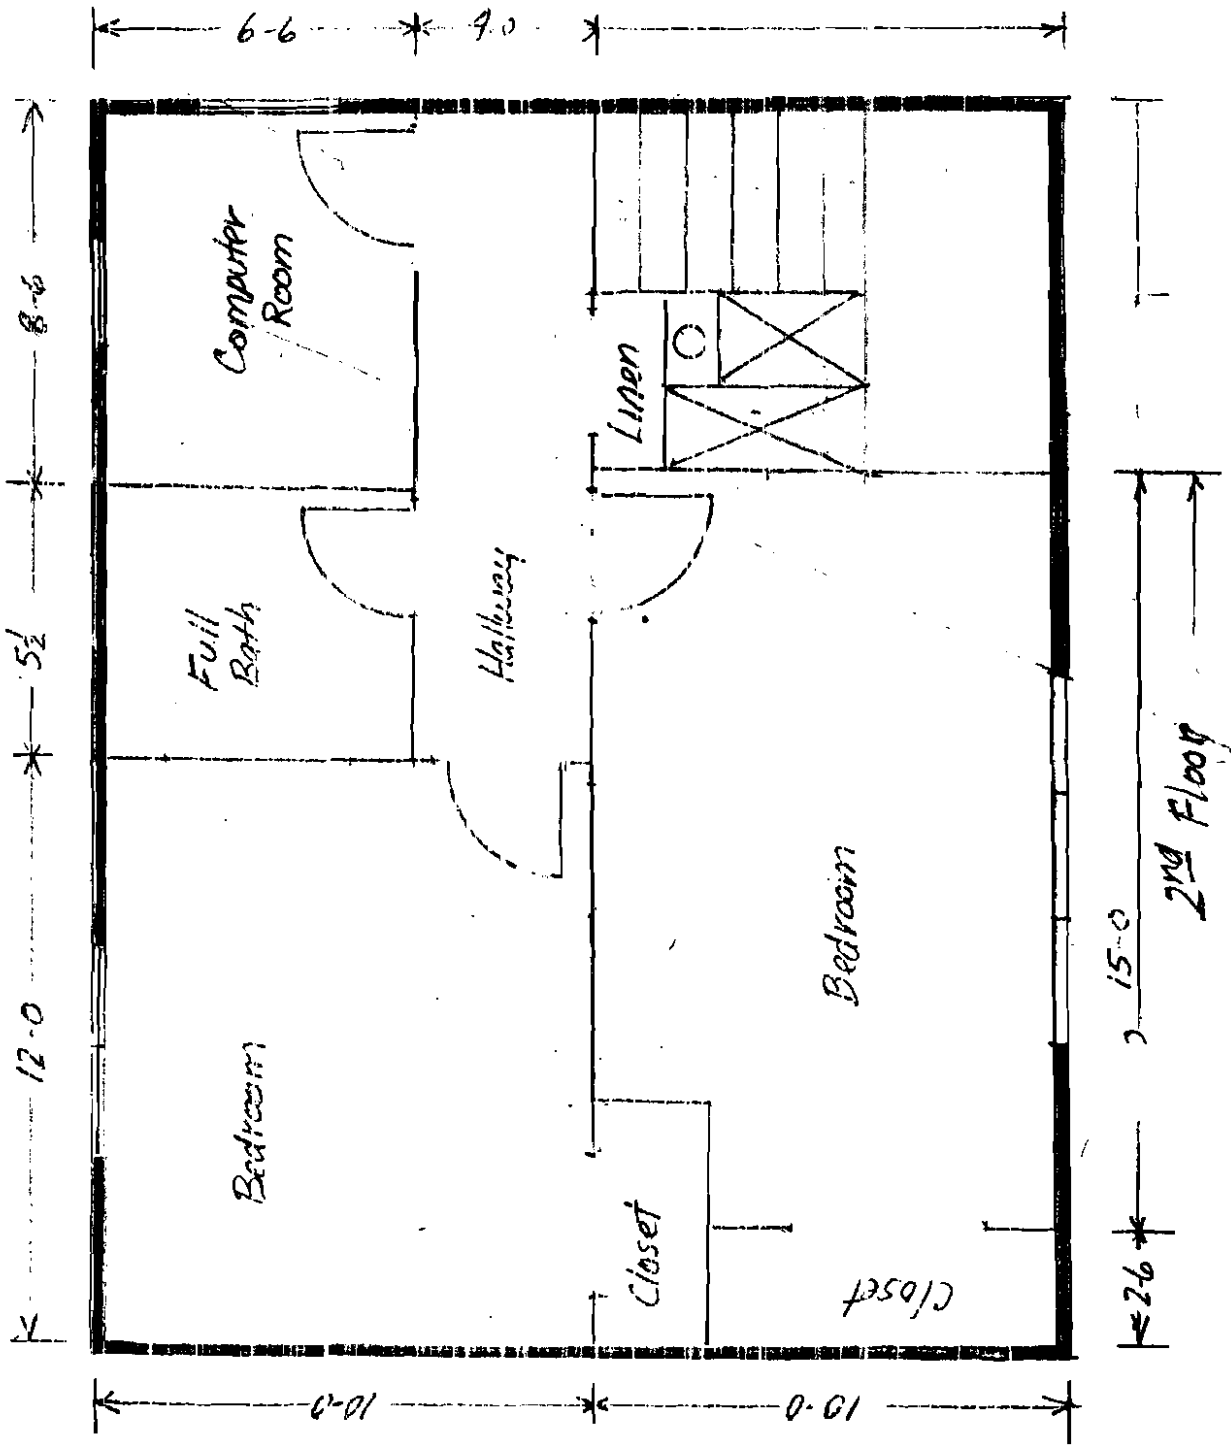 6-6
4.0
8-6
5½
12-0
Computer
Room
Linen
Full
Bath
Hallway
Bedroom
Bedroom
Closet
Closet
10-0
10-0
15-0
2-6
2nd Floor